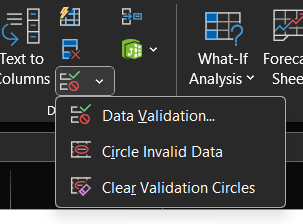 Text to
Columns
What-If
Analysis
Foreca
Shee
D
Data Validation...
Circle Invalid Data
Clear Validation Circles